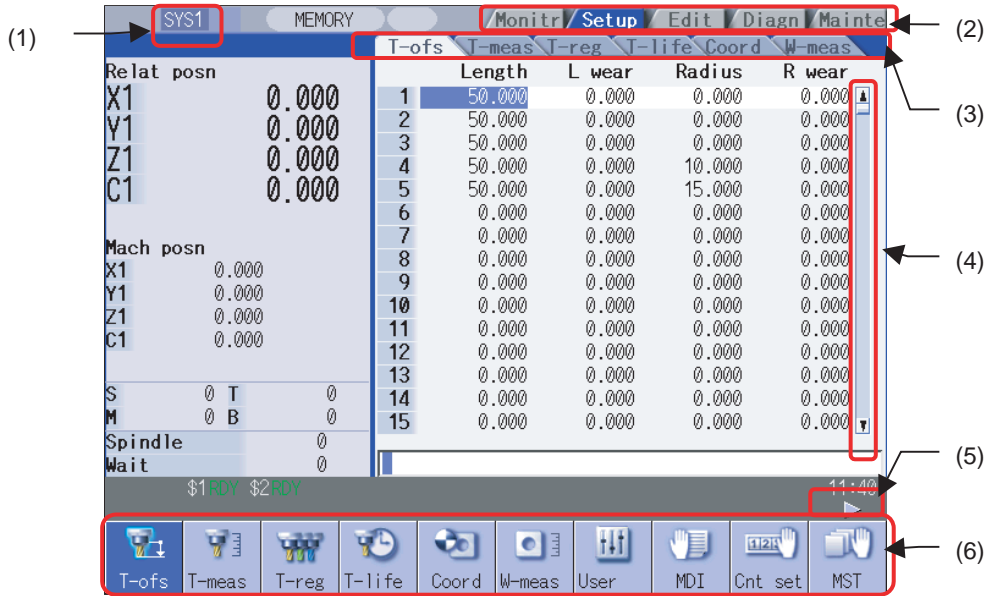 (1)
SYS1 MEMORY Monitr Setup Edit Diagn Mainte
(2)
T-ofs T-meas T-reg T-life Coord W-meas
(3)
Relat posn
X1 0.000
Y1 0.000
Z1 0.000
C1 0.000
Mach posn
X1 0.000
Y1 0.000
Z1 0.000
C1 0.000
S 0 T 0
M 0 B 0
Spindle 0
Wait 0
Length L wear Radius R wear
1 50.000 0.000 0.000 0.000
2 50.000 0.000 0.000 0.000
3 50.000 0.000 0.000 0.000
4 50.000 0.000 10.000 0.000
5 50.000 0.000 15.000 0.000
6 0.000 0.000 0.000 0.000
7 0.000 0.000 0.000 0.000
8 0.000 0.000 0.000 0.000
9 0.000 0.000 0.000 0.000
10 0.000 0.000 0.000 0.000
11 0.000 0.000 0.000 0.000
12 0.000 0.000 0.000 0.000
13 0.000 0.000 0.000 0.000
14 0.000 0.000 0.000 0.000
15 0.000 0.000 0.000 0.000
(4)
(5)
$1 RDY $2 RDY 11:40
(6)
T-ofs T-meas T-reg T-life Coord W-meas User MDI Cnt set MST